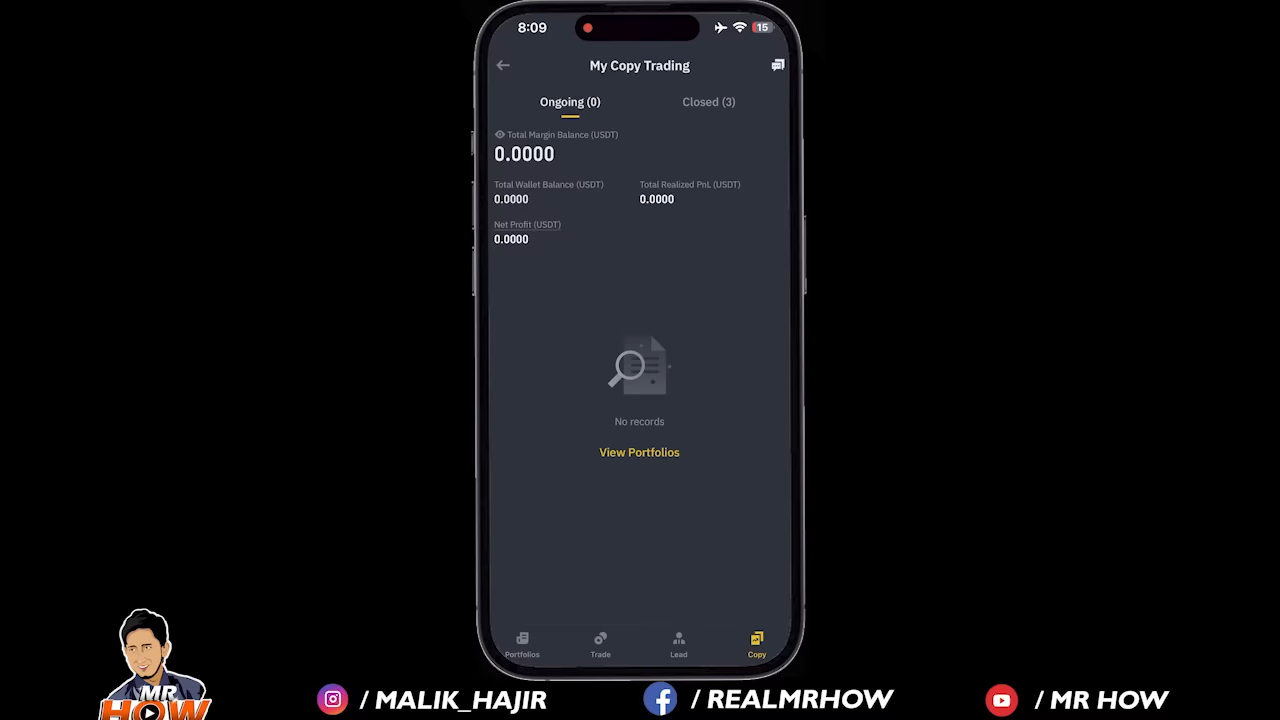 8:09
15
My Copy Trading
Ongoing (0)
Closed (3)
Total Margin Balance (USDT)
0.0000
Total Wallet Balance (USDT)
Total Realized PnL (USDT)
0.0000
0.0000
Net Profit (USDT)
0.0000
No records
View Portfolios
Portfolios
Trade
Lead
Copy
MR
HOW
/ MALIK_HAJIR
/ REALMRHOW
/ MR HOW